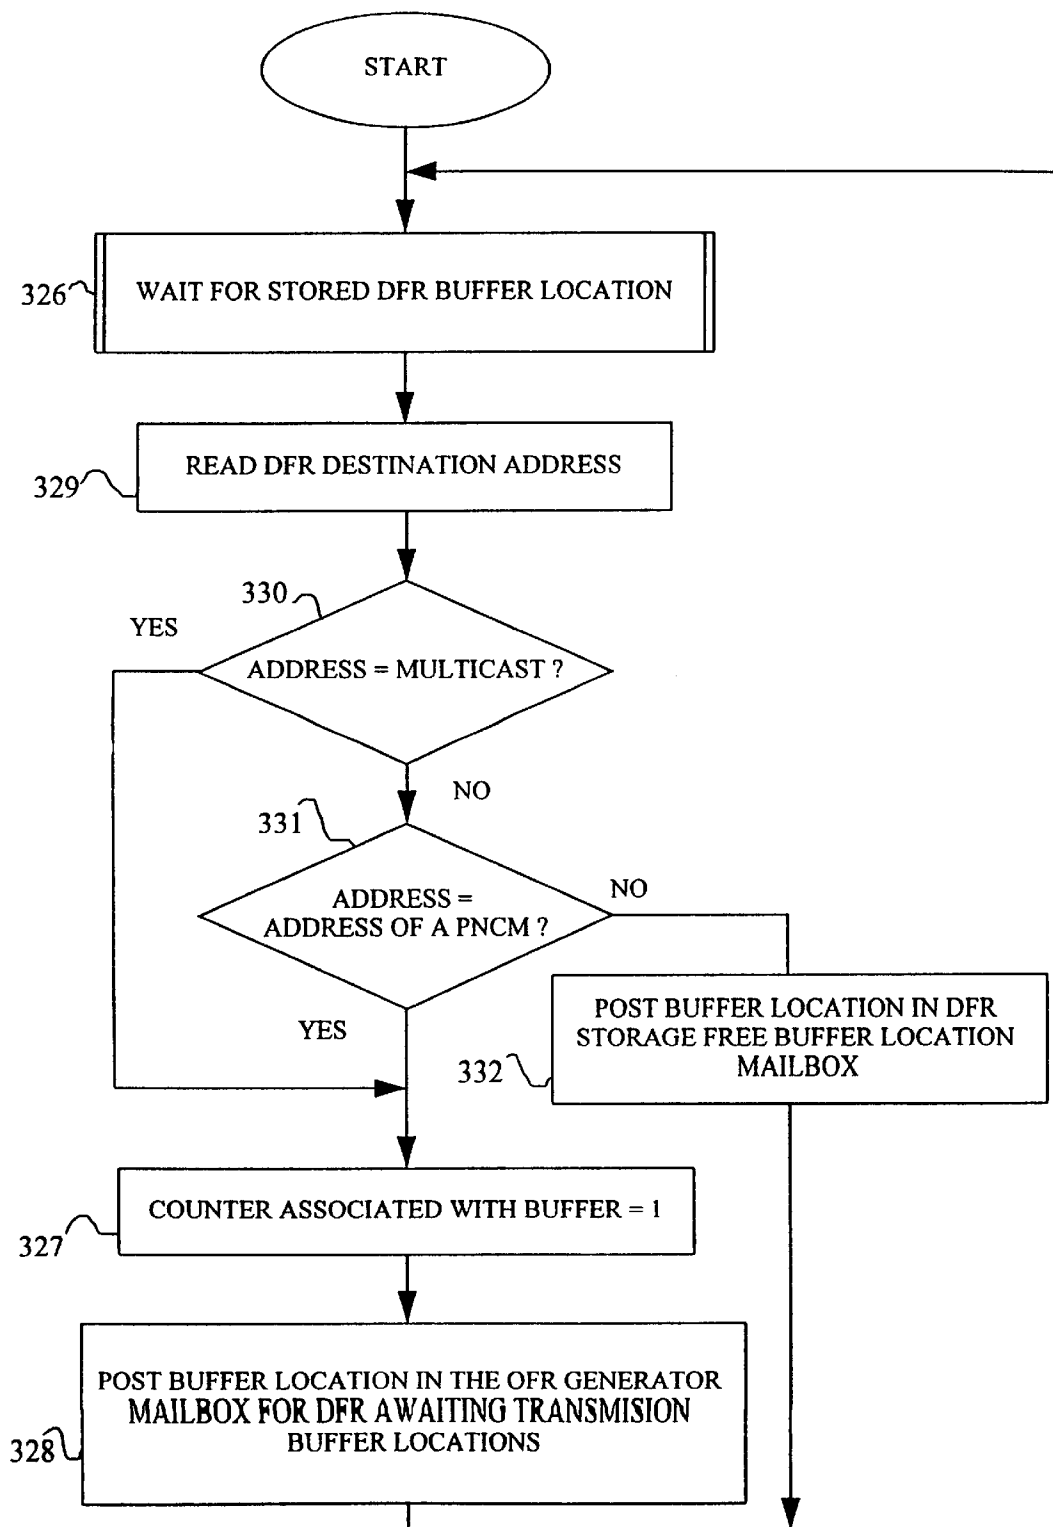 START
326
WAIT FOR STORED DFR BUFFER LOCATION
329
READ DFR DESTINATION ADDRESS
330
YES
ADDRESS = MULTICAST ?
NO
331
ADDRESS =
ADDRESS OF A PNCM ?
NO
YES
332
POST BUFFER LOCATION IN DFR
STORAGE FREE BUFFER LOCATION
MAILBOX
327
COUNTER ASSOCIATED WITH BUFFER = 1
328
POST BUFFER LOCATION IN THE OFR GENERATOR
MAILBOX FOR DFR AWAITING TRANSMISION
BUFFER LOCATIONS